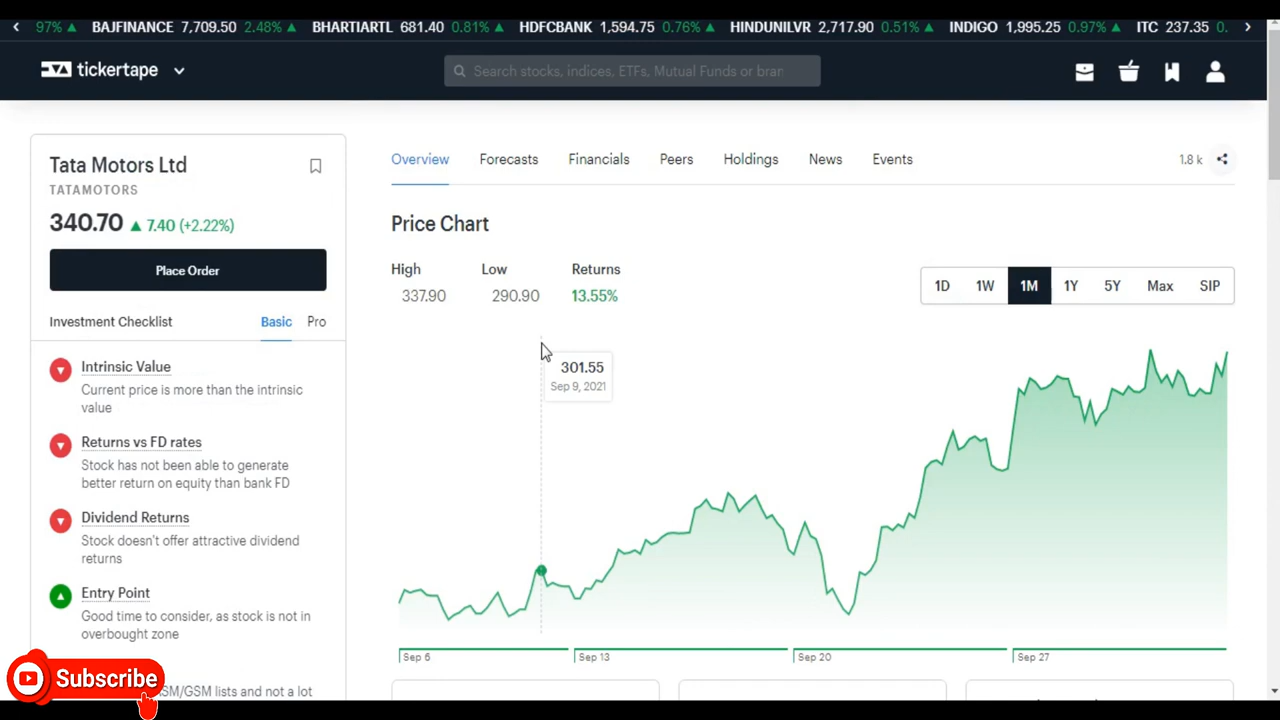 97% ▲ BAJFINANCE 7,709.50 2.48% ▲ BHARTIARTL 681.40 0.81% ▲ HDFCBANK 1,594.75 0.76% ▲ HINDUNILVR 2,717.90 0.51% ▲ INDIGO 1,995.25 0.97% ▲ ITC 237.35 0.
tickertape
Search stocks, indices, ETFs, Mutual Funds or bran
Tata Motors Ltd
TATAMOTORS
340.70 ▲ 7.40 (+2.22%)
Place Order
Investment Checklist Basic Pro
Intrinsic Value
Current price is more than the intrinsic
value
Returns vs FD rates
Stock has not been able to generate
better return on equity than bank FD
Dividend Returns
Stock doesn't offer attractive dividend
returns
Entry Point
Good time to consider, as stock is not in
overbought zone
SM/GSM lists and not a lot
Subscribe
Overview Forecasts Financials Peers Holdings News Events 1.8 k
Price Chart
High Low Returns
337.90 290.90 13.55%
1D 1W 1M 1Y 5Y Max SIP
301.55
Sep 9, 2021
Sep 6 Sep 13 Sep 20 Sep 27